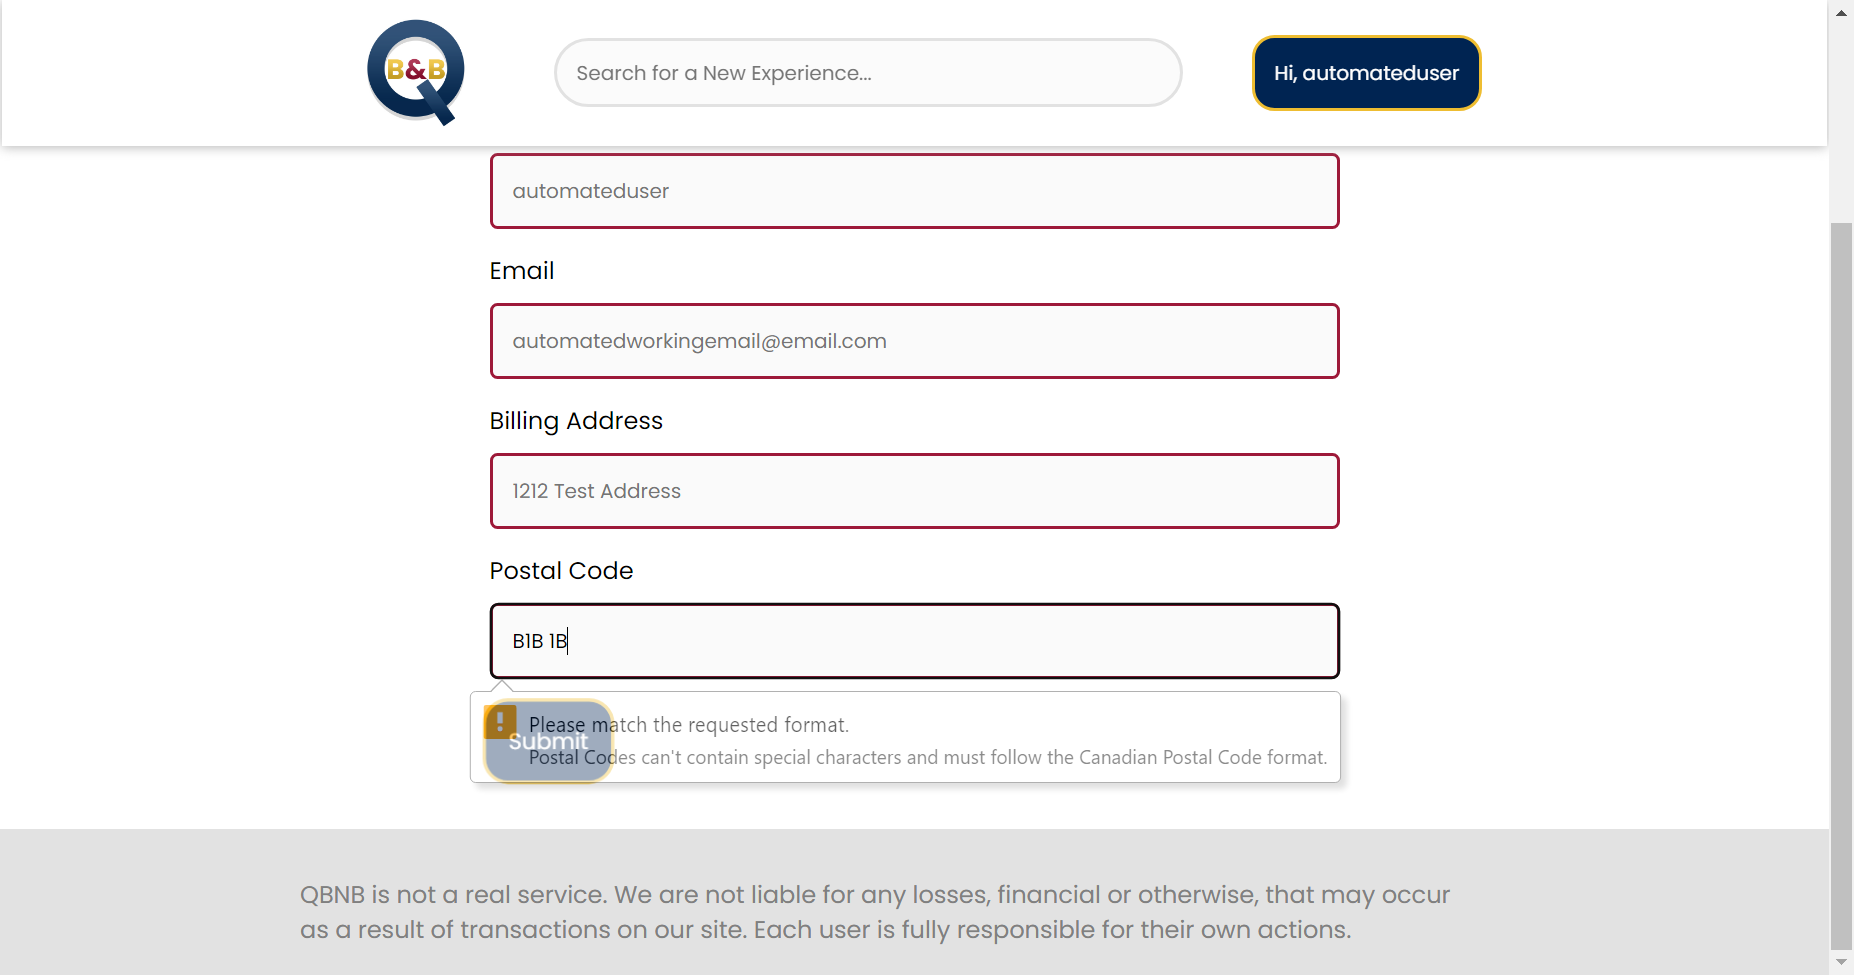 B&B
Search for a New Experience...
Hi, automateduser
automateduser
Email
automatedworkingemail@email.com
Billing Address
1212 Test Address
Postal Code
B1B 1B
Please match the requested format.
Submit
Postal Codes can't contain special characters and must follow the Canadian Postal Code format.
QBNB is not a real service. We are not liable for any losses, financial or otherwise, that may occur
as a result of transactions on our site. Each user is fully responsible for their own actions.